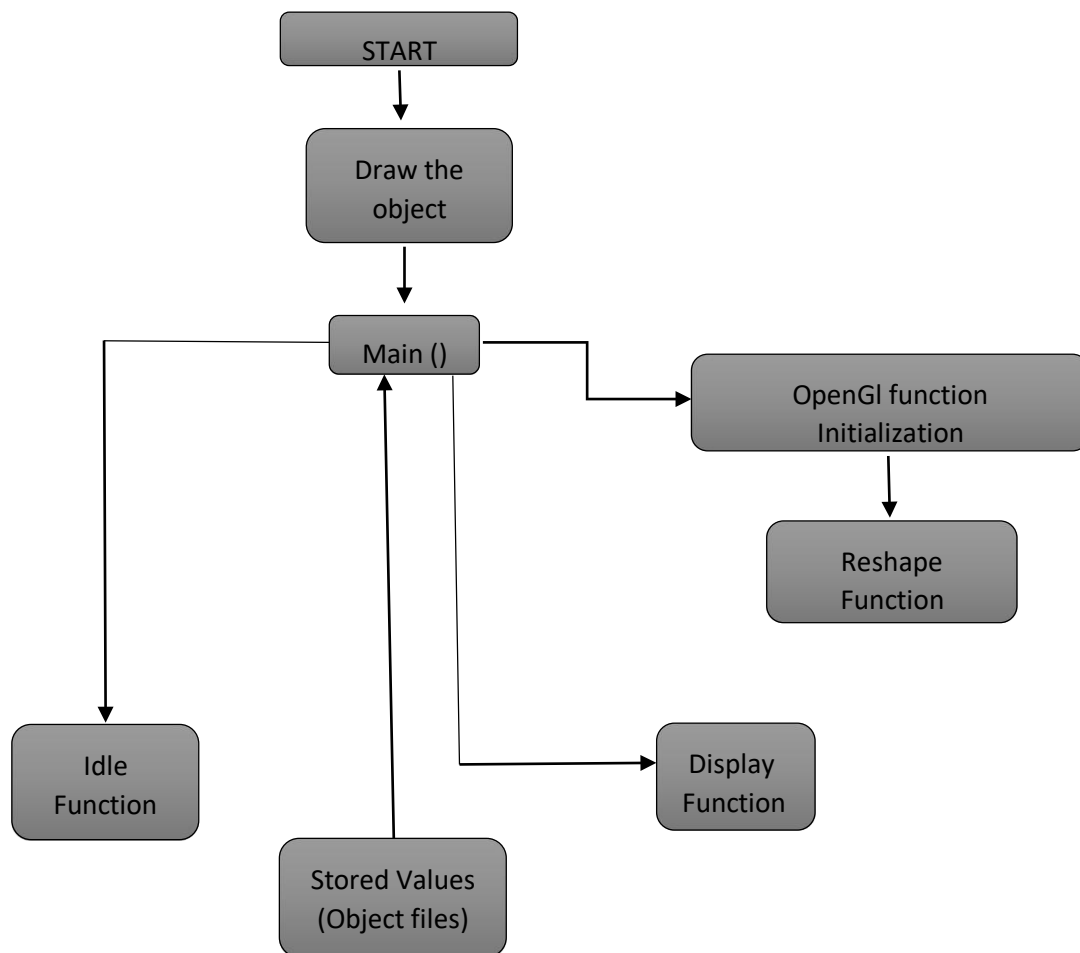 START
Draw the
object
Main ()
OpenGl function
Initialization
Reshape
Function
Idle
Function
Display
Function
Stored Values
(Object files)